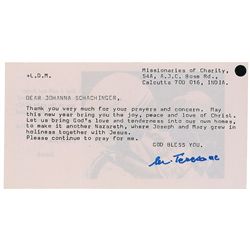 Missionaries of Charity,
54A, A.J.C. Bose Rd.,
Calcutta 700 016, INDIA.
+L.D.M.
DEAR JOHANNA SCHACHINGER,
Thank you very much for your prayers and concern. May
this new year bring you the joy, peace and love of Christ.
Let us bring God's love and tenderness into our own homes,
to make it another Nazareth, where Joseph and Mary grew in
holiness together with Jesus.
Please continue to pray for me.
GOD BLESS YOU.
M Teresa mc